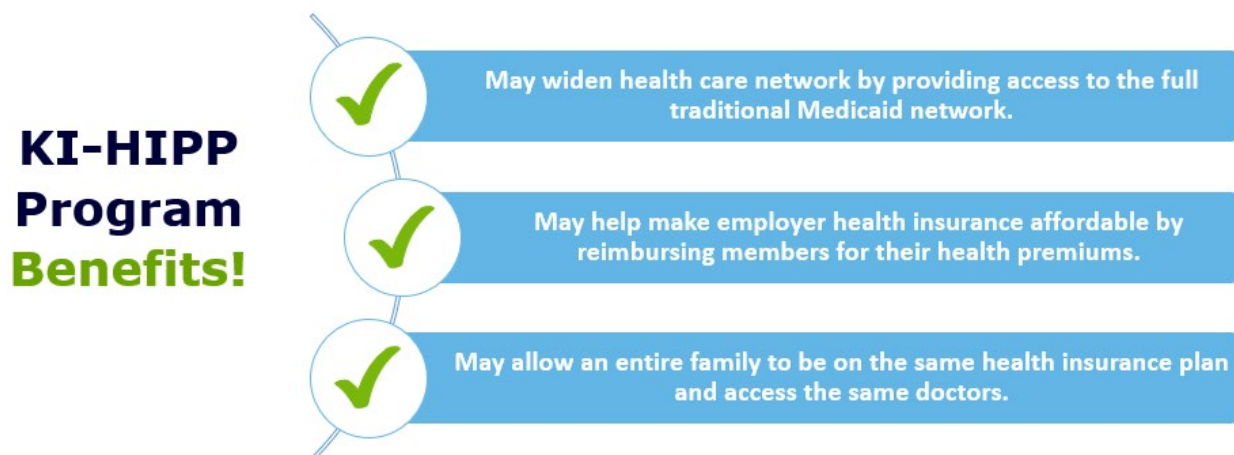 KI-HIPP
Program
Benefits!
May widen health care network by providing access to the full
traditional Medicaid network.
May help make employer health insurance affordable by
reimbursing members for their health premiums.
May allow an entire family to be on the same health insurance plan
and access the same doctors.